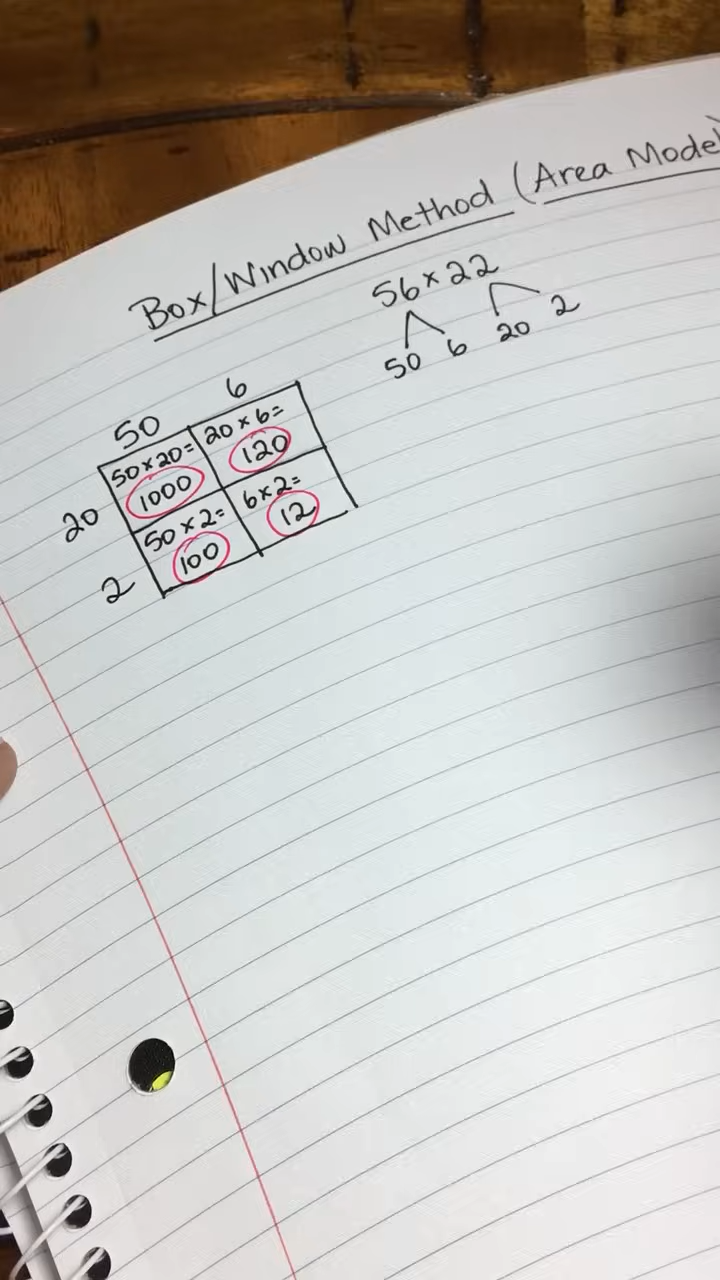 Box/Window Method (Area Model)
56 × 22
50 6 20 2
50 6
20
50 × 20 =
1000
20 × 6 =
120
2
50 × 2 =
100
6 × 2 =
12